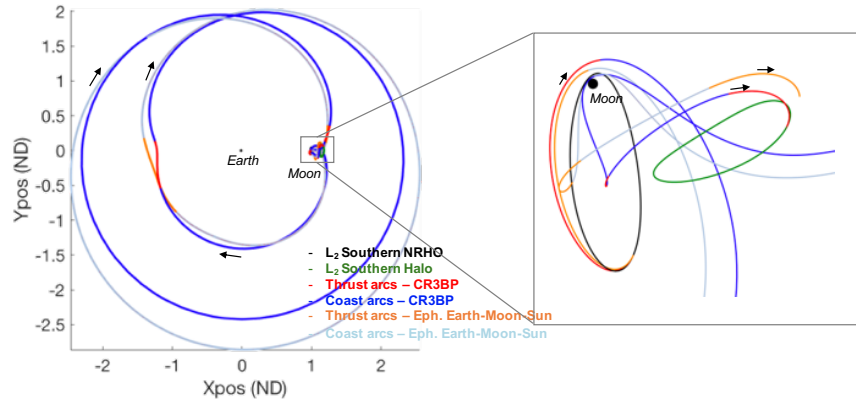 2
1.5
1
0.5
0
-0.5
-1
-1.5
-2
-2.5
Ypos (ND)
-2
-1
0
1
2
Xpos (ND)
Earth
Moon
- L₂ Southern NRHO
- L₂ Southern Halo
- Thrust arcs – CR3BP
- Coast arcs – CR3BP
- Thrust arcs – Eph. Earth-Moon-Sun
- Coast arcs – Eph. Earth-Moon-Sun
Moon